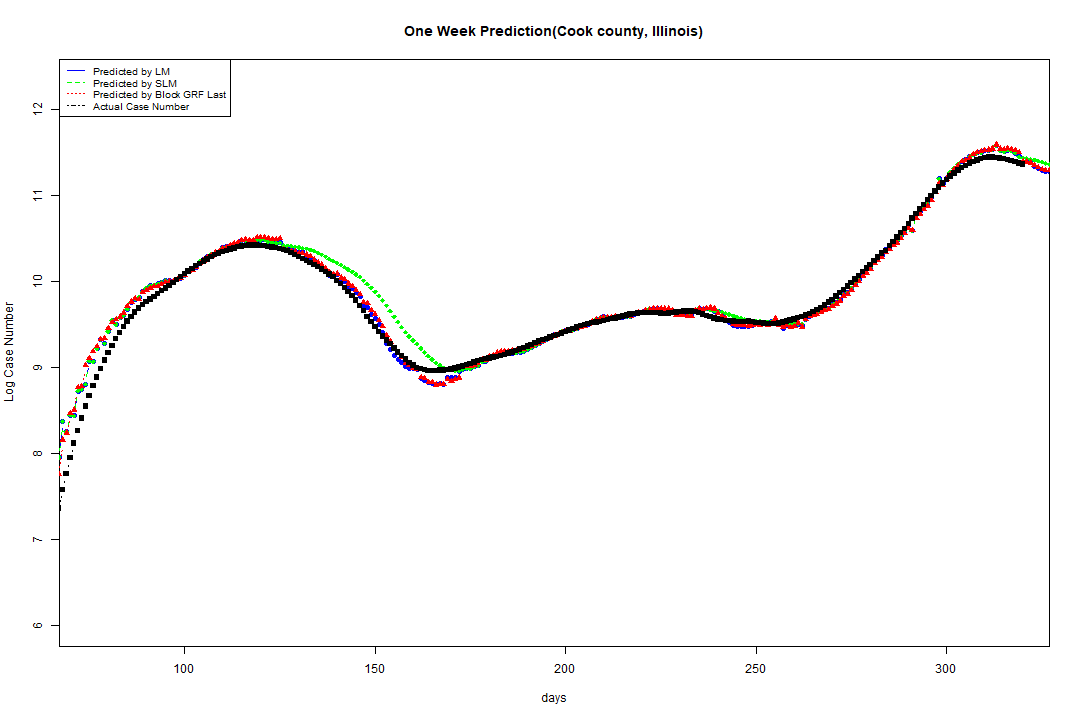 One Week Prediction(Cook county, Illinois)
Predicted by LM
Predicted by SLM
Predicted by Block GRF Last
Actual Case Number
12
11
10
9
8
7
6
Log Case Number
100 150 200 250 300
days